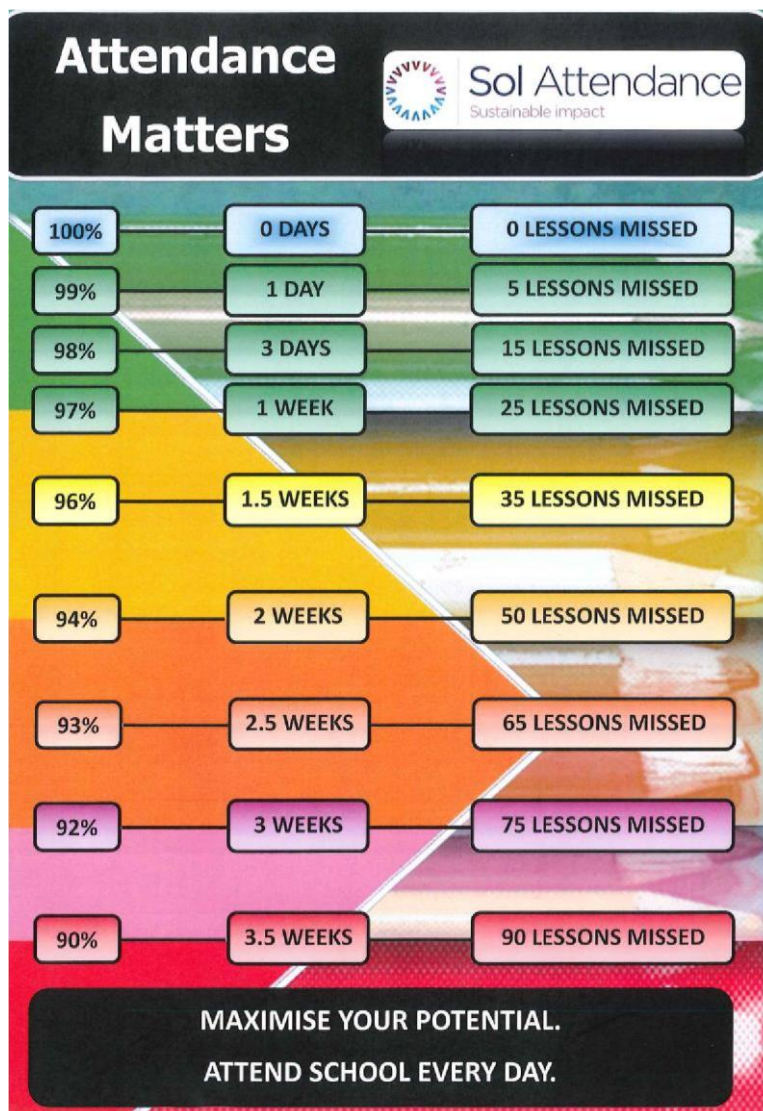 Attendance
Matters
Sol Attendance
Sustainable impact
100% 0 DAYS 0 LESSONS MISSED
99% 1 DAY 5 LESSONS MISSED
98% 3 DAYS 15 LESSONS MISSED
97% 1 WEEK 25 LESSONS MISSED
96% 1.5 WEEKS 35 LESSONS MISSED
94% 2 WEEKS 50 LESSONS MISSED
93% 2.5 WEEKS 65 LESSONS MISSED
92% 3 WEEKS 75 LESSONS MISSED
90% 3.5 WEEKS 90 LESSONS MISSED
MAXIMISE YOUR POTENTIAL.
ATTEND SCHOOL EVERY DAY.